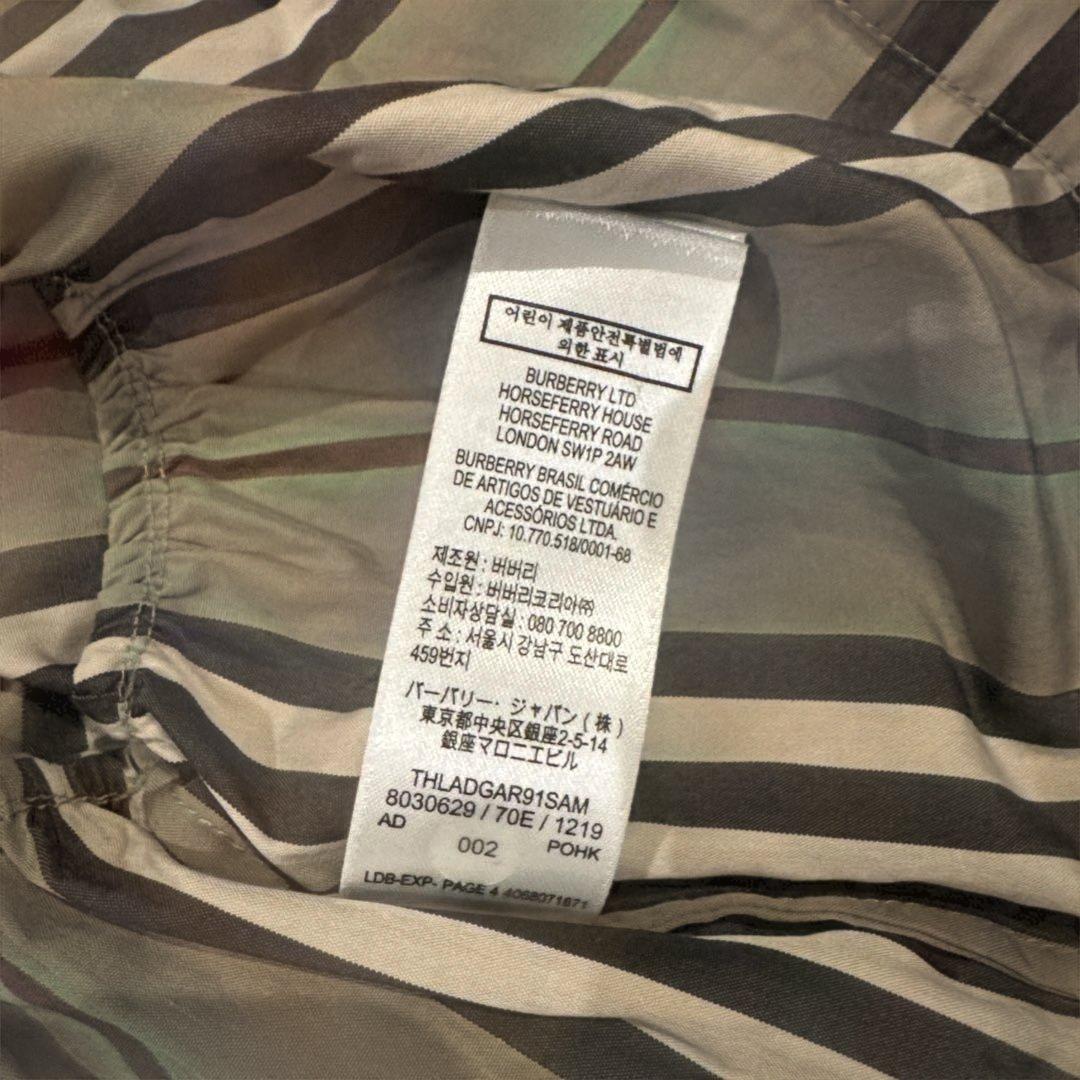 어린이 제품안전특별법에
의한 표시
BURBERRY LTD
HORSEFERRY HOUSE
HORSEFERRY ROAD
LONDON SW1P 2AW
BURBERRY BRASIL COMÉRCIO
DE ARTIGOS DE VESTUÁRIO E
ACESSÓRIOS LTDA.
CNPJ: 10.770.518/0001-68
제조원 : 버버리
수입원 : 버버리코리아㈜
소비자상담실 : 080 700 8800
주 소 : 서울시 강남구 도산대로
459번지
バーバリー・ジャパン(株)
東京都中央区銀座2-5-14
銀座マロニエビル
THLADGAR91SAM
8030629 / 70E / 1219
AD 002 POHK
LDB-EXP- PAGE 4 4068071871